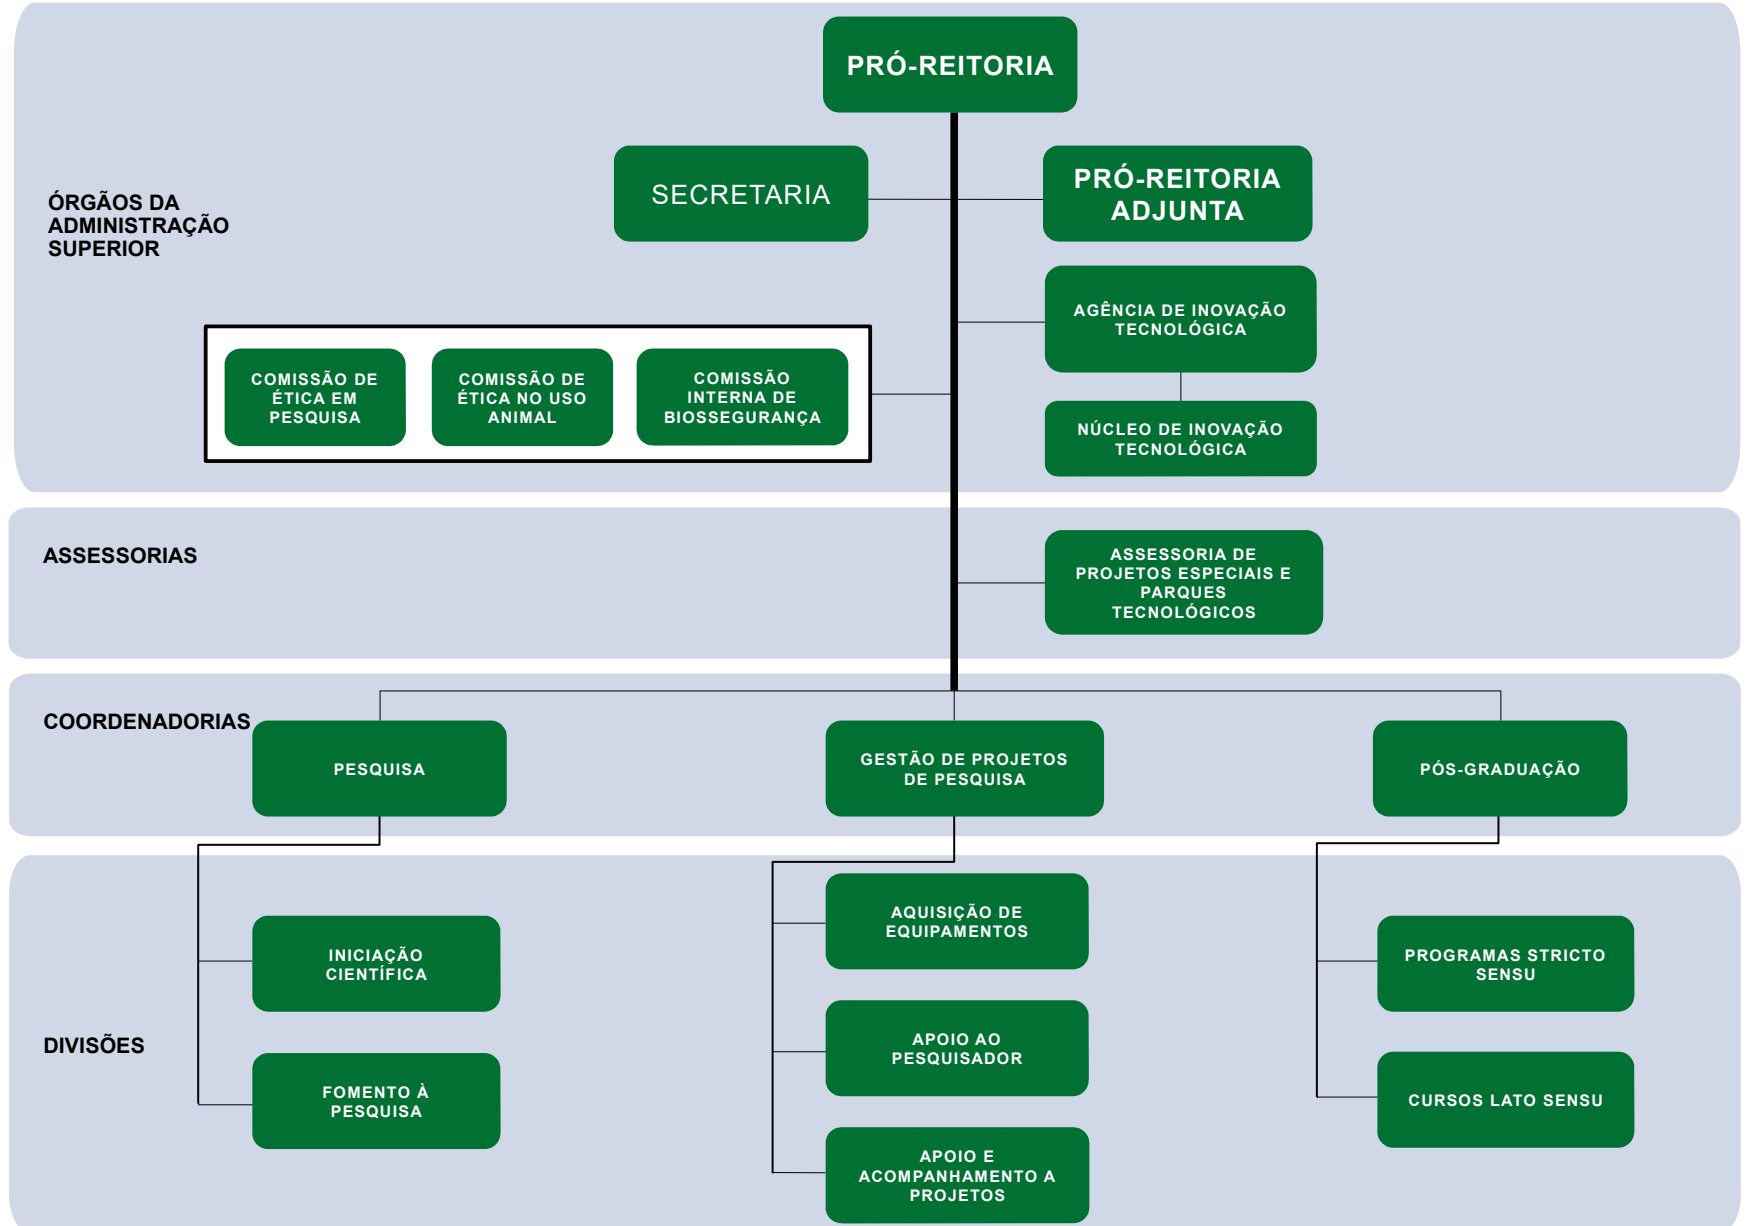 PRÓ-REITORIA
SECRETARIA
PRÓ-REITORIA
ADJUNTA
ÓRGÃOS DA
ADMINISTRAÇÃO
SUPERIOR
AGÊNCIA DE INOVAÇÃO
TECNOLÓGICA
COMISSÃO DE
ÉTICA EM
PESQUISA
COMISSÃO DE
ÉTICA NO USO
ANIMAL
COMISSÃO
INTERNA DE
BIOSSEGURANÇA
NÚCLEO DE INOVAÇÃO
TECNOLÓGICA
ASSESSORIAS
ASSESSORIA DE
PROJETOS ESPECIAIS E
PARQUES
TECNOLÓGICOS
COORDENADORIAS
PESQUISA
GESTÃO DE PROJETOS
DE PESQUISA
PÓS-GRADUAÇÃO
DIVISÕES
INICIAÇÃO
CIENTÍFICA
FOMENTO À
PESQUISA
AQUISIÇÃO DE
EQUIPAMENTOS
APOIO AO
PESQUISADOR
APOIO E
ACOMPANHAMENTO A
PROJETOS
PROGRAMAS STRICTO
SENSU
CURSOS LATO SENSU